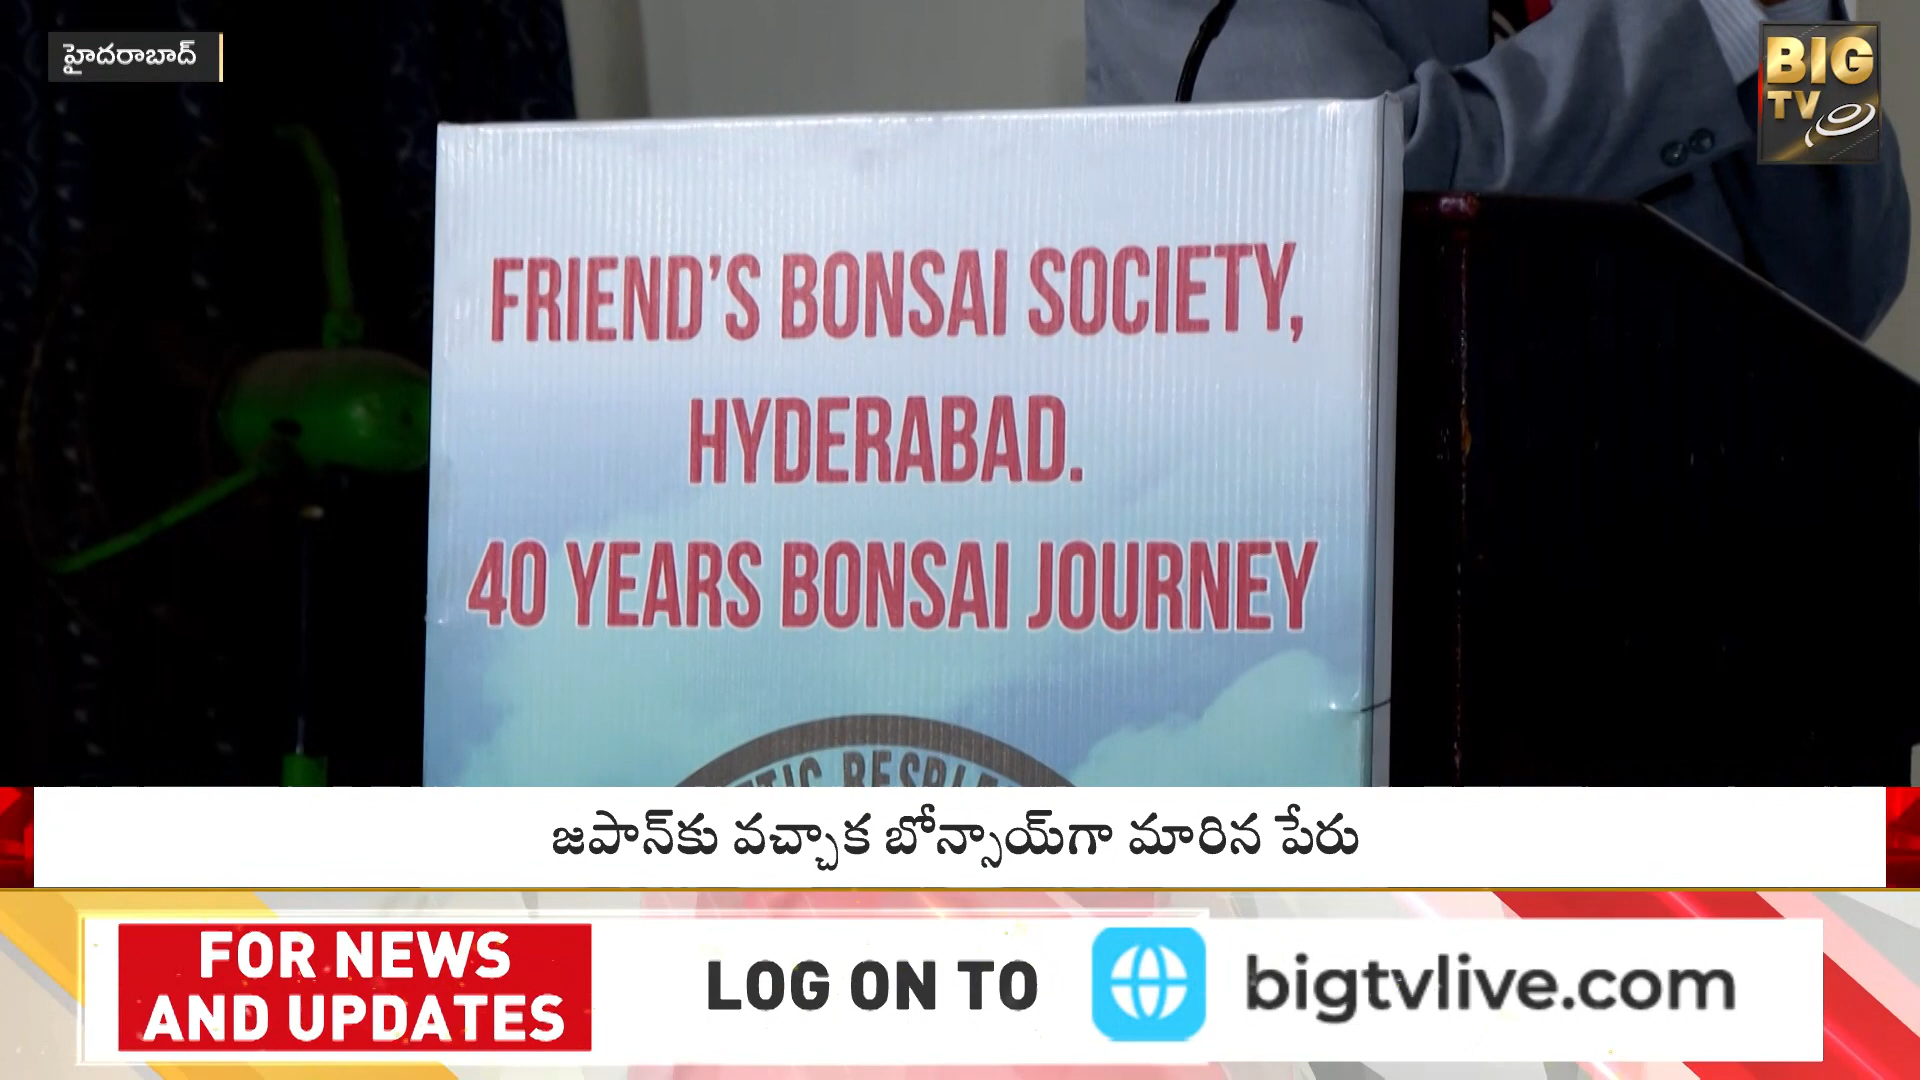 హైదరాబాద్
BIG
TV
FRIEND'S BONSAI SOCIETY,
HYDERABAD.
40 YEARS BONSAI JOURNEY
జపాన్‌కు వచ్చాక బోన్సాయ్‌గా మారిన పేరు
FOR NEWS
AND UPDATES
LOG ON TO
bigtvlive.com